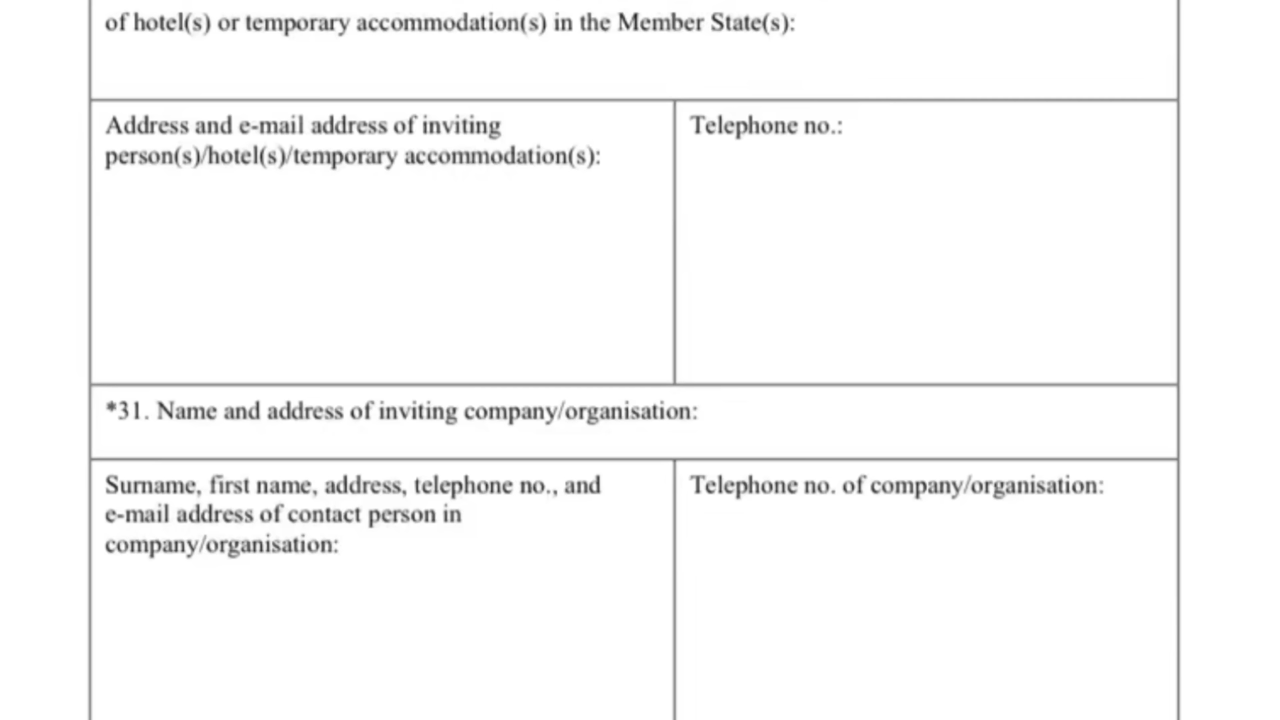 of hotel(s) or temporary accommodation(s) in the Member State(s):
Address and e-mail address of inviting
person(s)/hotel(s)/temporary accommodation(s):
Telephone no.:
*31. Name and address of inviting company/organisation:
Surname, first name, address, telephone no., and
e-mail address of contact person in
company/organisation:
Telephone no. of company/organisation: